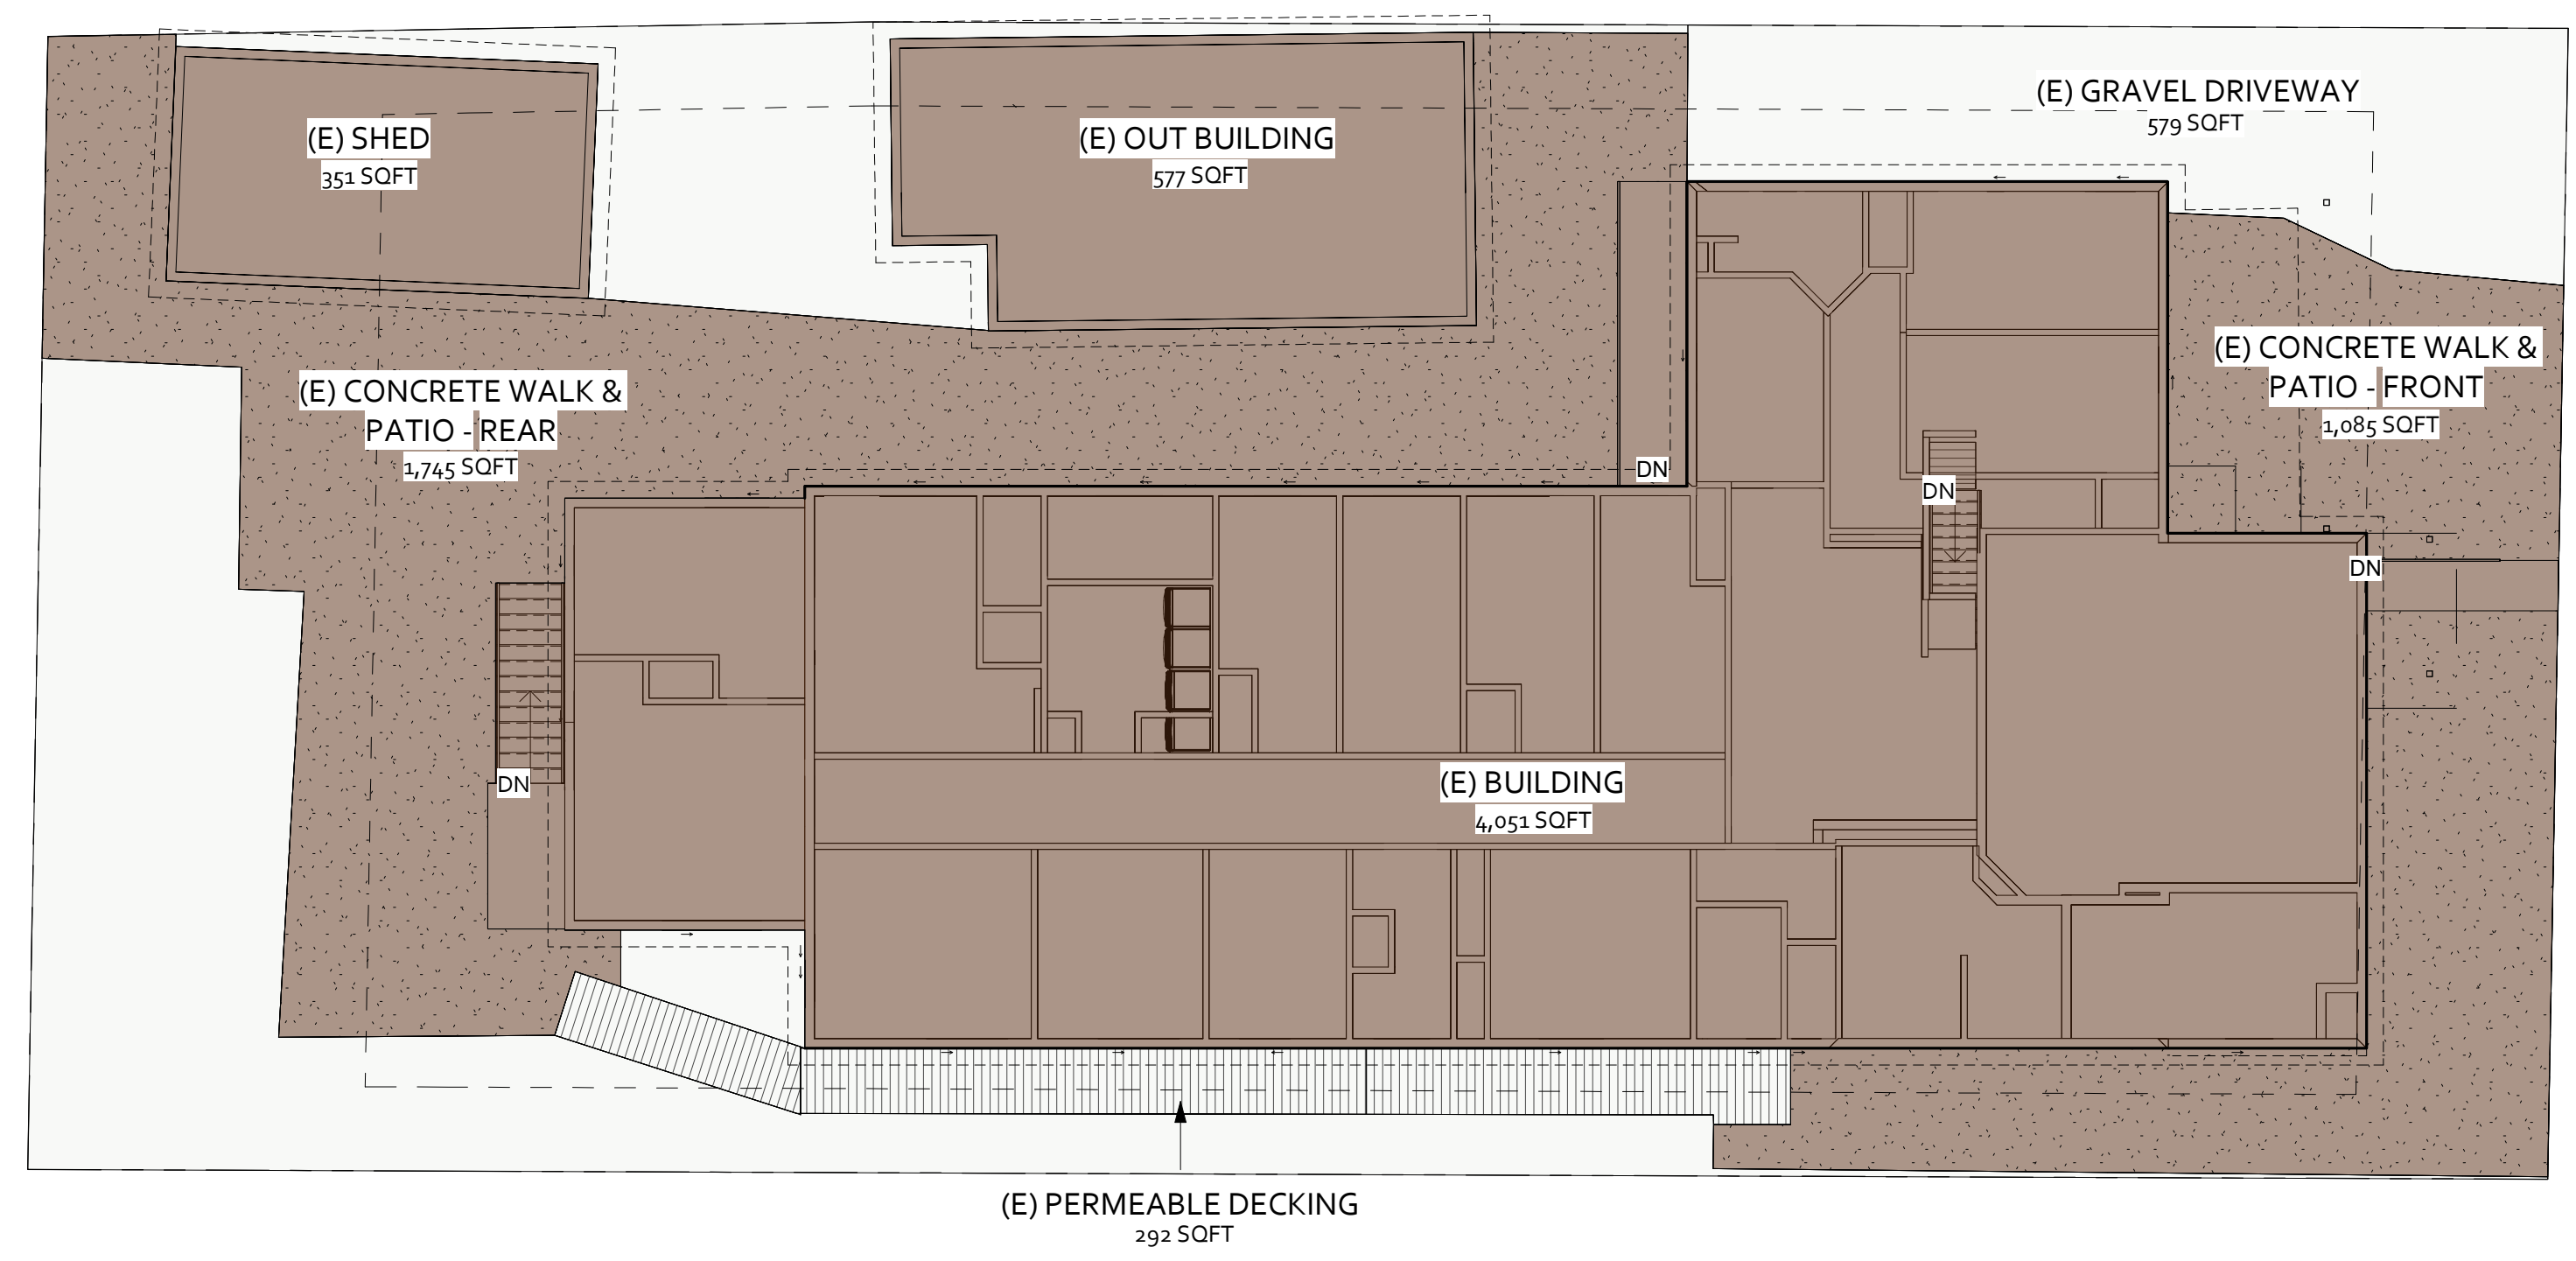 (E) GRAVEL DRIVEWAY
579 SQFT
(E) SHED
351 SQFT
(E) OUT BUILDING
577 SQFT
(E) CONCRETE WALK &
PATIO - FRONT
1,085 SQFT
(E) CONCRETE WALK &
PATIO - REAR
1,745 SQFT
DN
DN
DN
DN
(E) BUILDING
4,051 SQFT
(E) PERMEABLE DECKING
292 SQFT